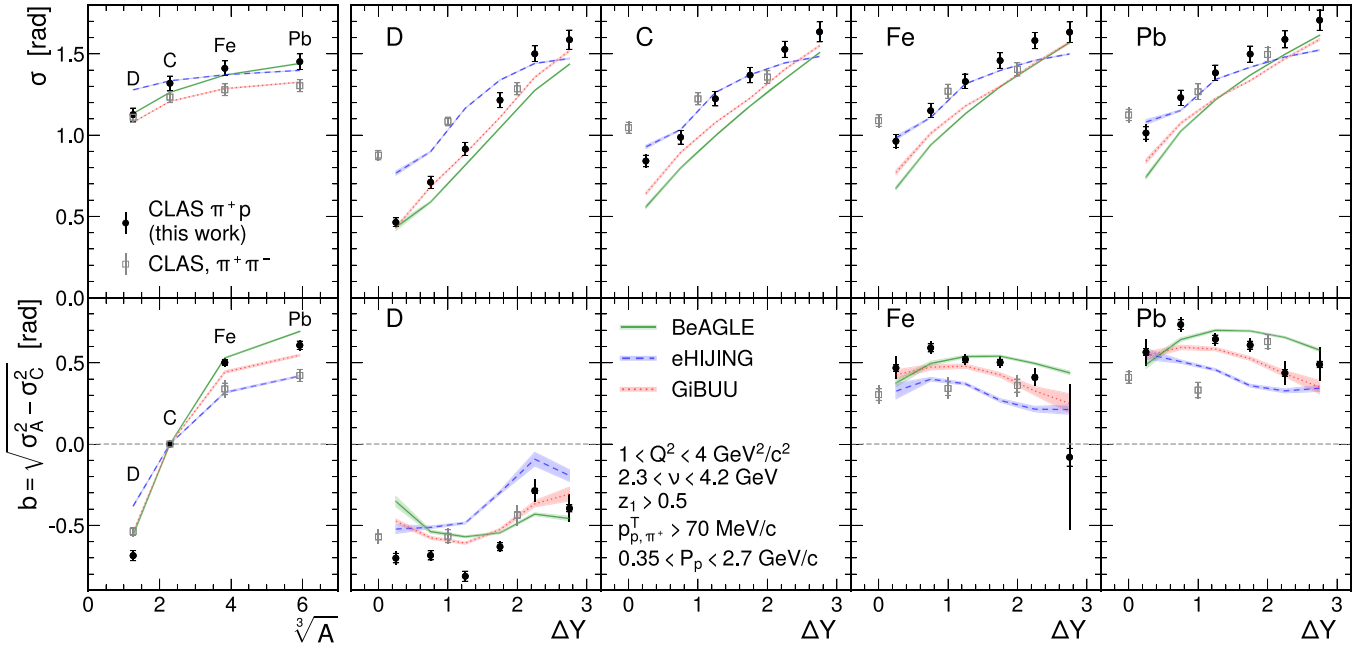 σ [rad]
1.5
1.0
0.5
0.0
D
C
Fe
Pb
CLAS π⁺p
(this work)
CLAS, π⁺π⁻
D
C
Fe
Pb
b = √(σ²_A − σ²_C) [rad]
0.5
0.0
-0.5
D
C
Fe
Pb
D
BeAGLE
eHIJING
GiBUU
1 < Q² < 4 GeV²/c²
2.3 < ν < 4.2 GeV
z₁ > 0.5
p^T_{p, π⁺} > 70 MeV/c
0.35 < P_p < 2.7 GeV/c
Fe
Pb
0 2 4 6
∛A
0 1 2 3
ΔY
0 1 2 3
ΔY
0 1 2 3
ΔY
0 1 2 3
ΔY